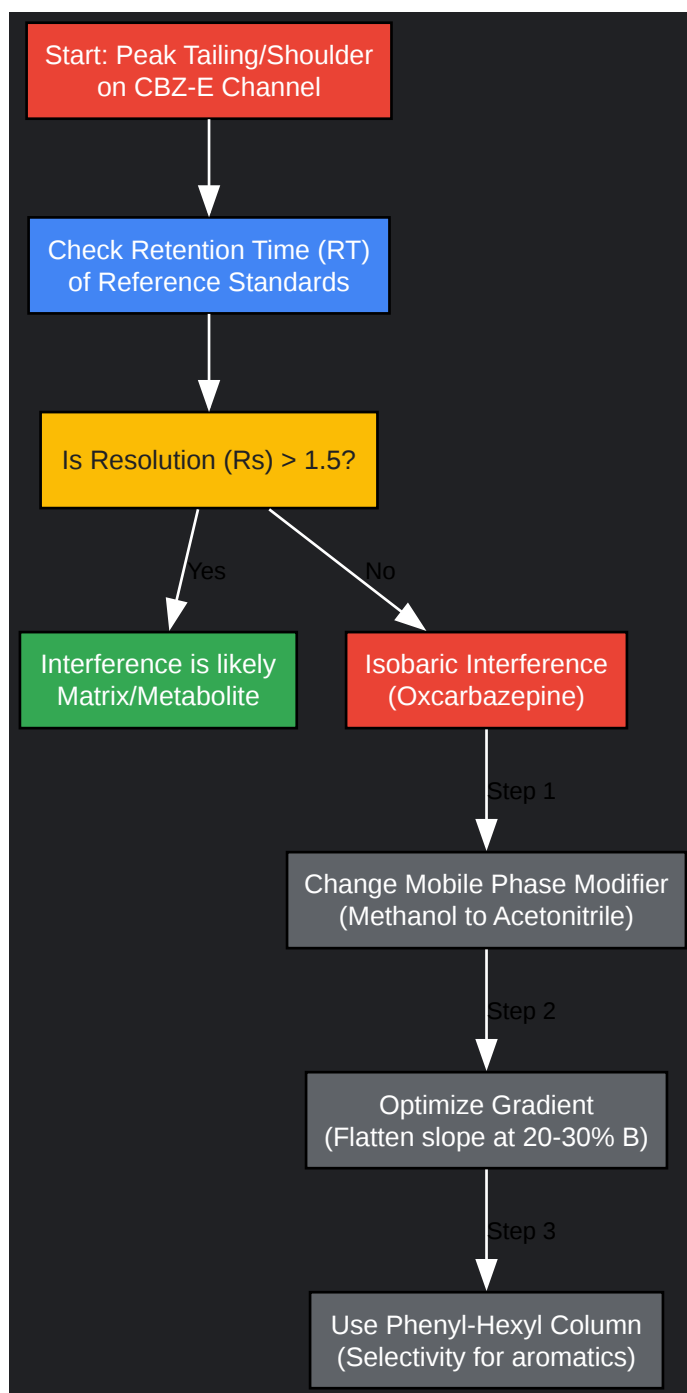 Start: Peak Tailing/Shoulder
on CBZ-E Channel
Check Retention Time (RT)
of Reference Standards
Is Resolution (Rs) > 1.5?
Yes
No
Interference is likely
Matrix/Metabolite
Isobaric Interference
(Oxcarbazepine)
Step 1
Change Mobile Phase Modifier
(Methanol to Acetonitrile)
Step 2
Optimize Gradient
(Flatten slope at 20-30% B)
Step 3
Use Phenyl-Hexyl Column
(Selectivity for aromatics)